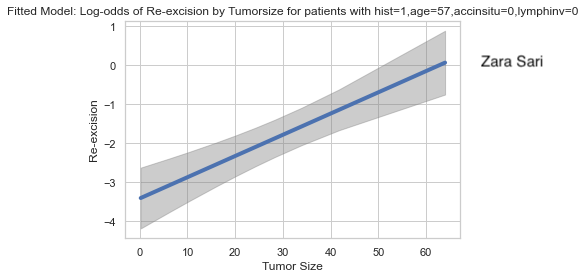 Fitted Model: Log-odds of Re-excision by Tumorsize for patients with hist=1,age=57,accinsitu=0,lymphinv=0
Zara Sari
1
0
−1
−2
−3
−4
Re-excision
0 10 20 30 40 50 60
Tumor Size